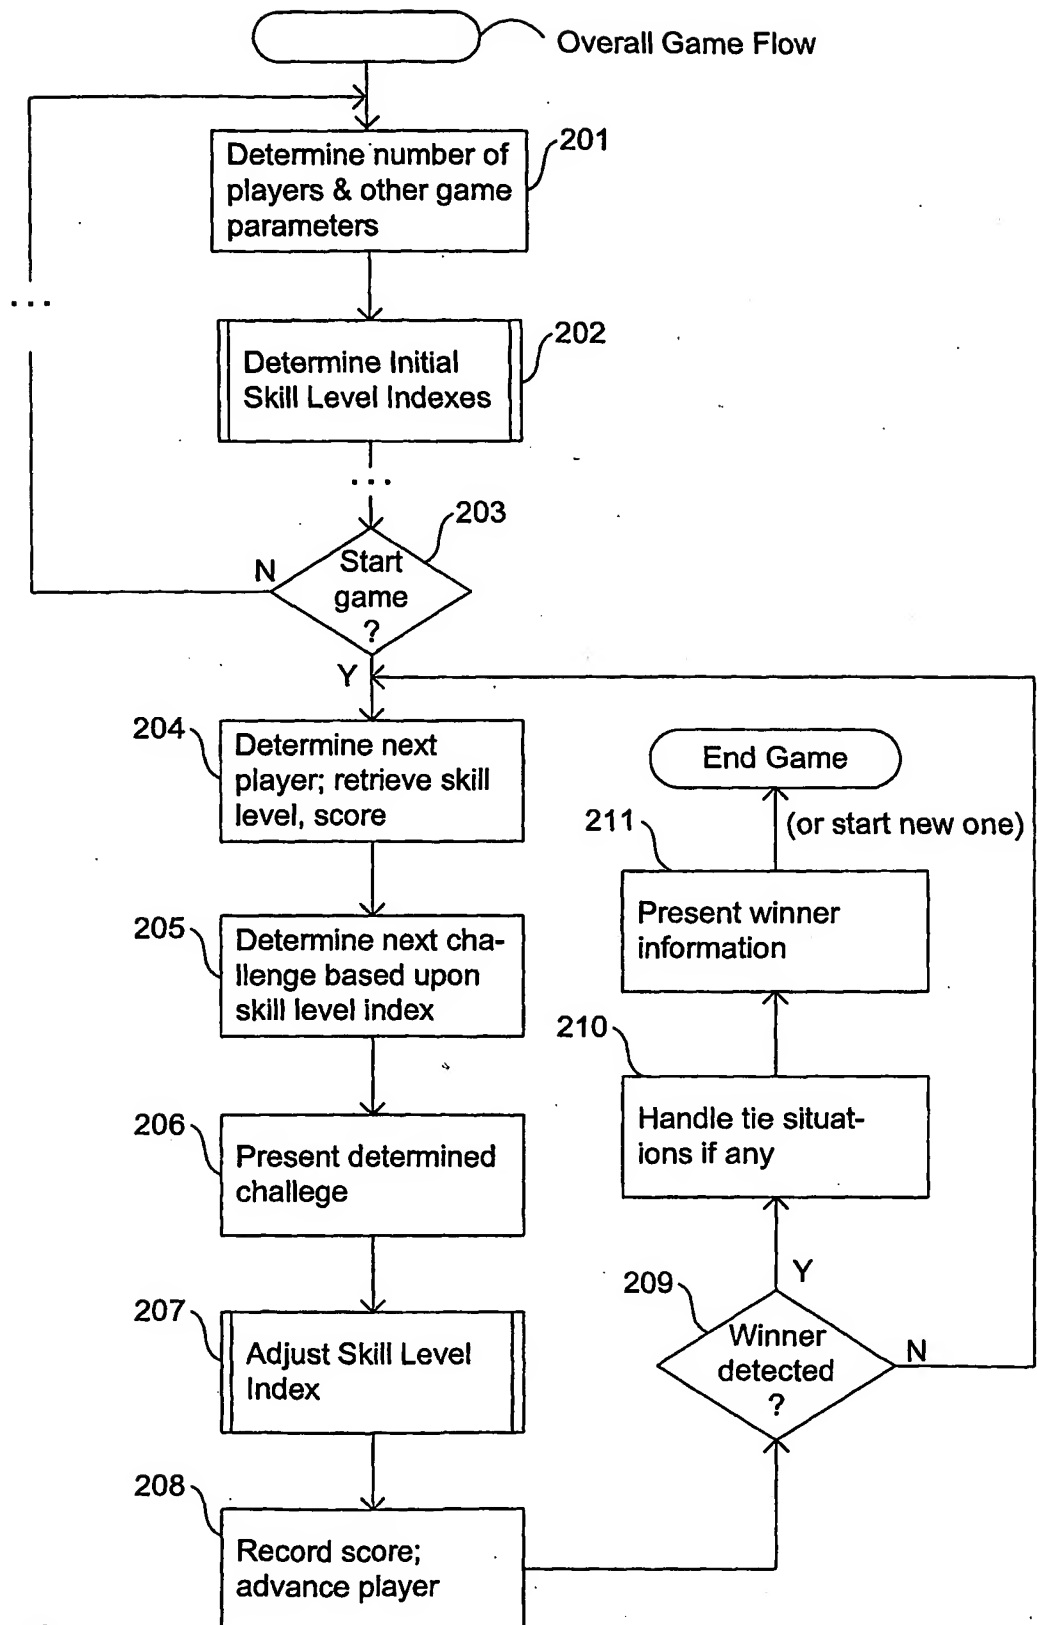 Overall Game Flow
201
Determine number of
players & other game
parameters
...
202
Determine Initial
Skill Level Indexes
...
203
Start
game
?
N
Y
204
Determine next
player; retrieve skill
level, score
205
Determine next cha-
llenge based upon
skill level index
206
Present determined
challege
207
Adjust Skill Level
Index
208
Record score;
advance player
209
Winner
detected
?
N
Y
210
Handle tie situat-
ions if any
211
Present winner
information
(or start new one)
End Game